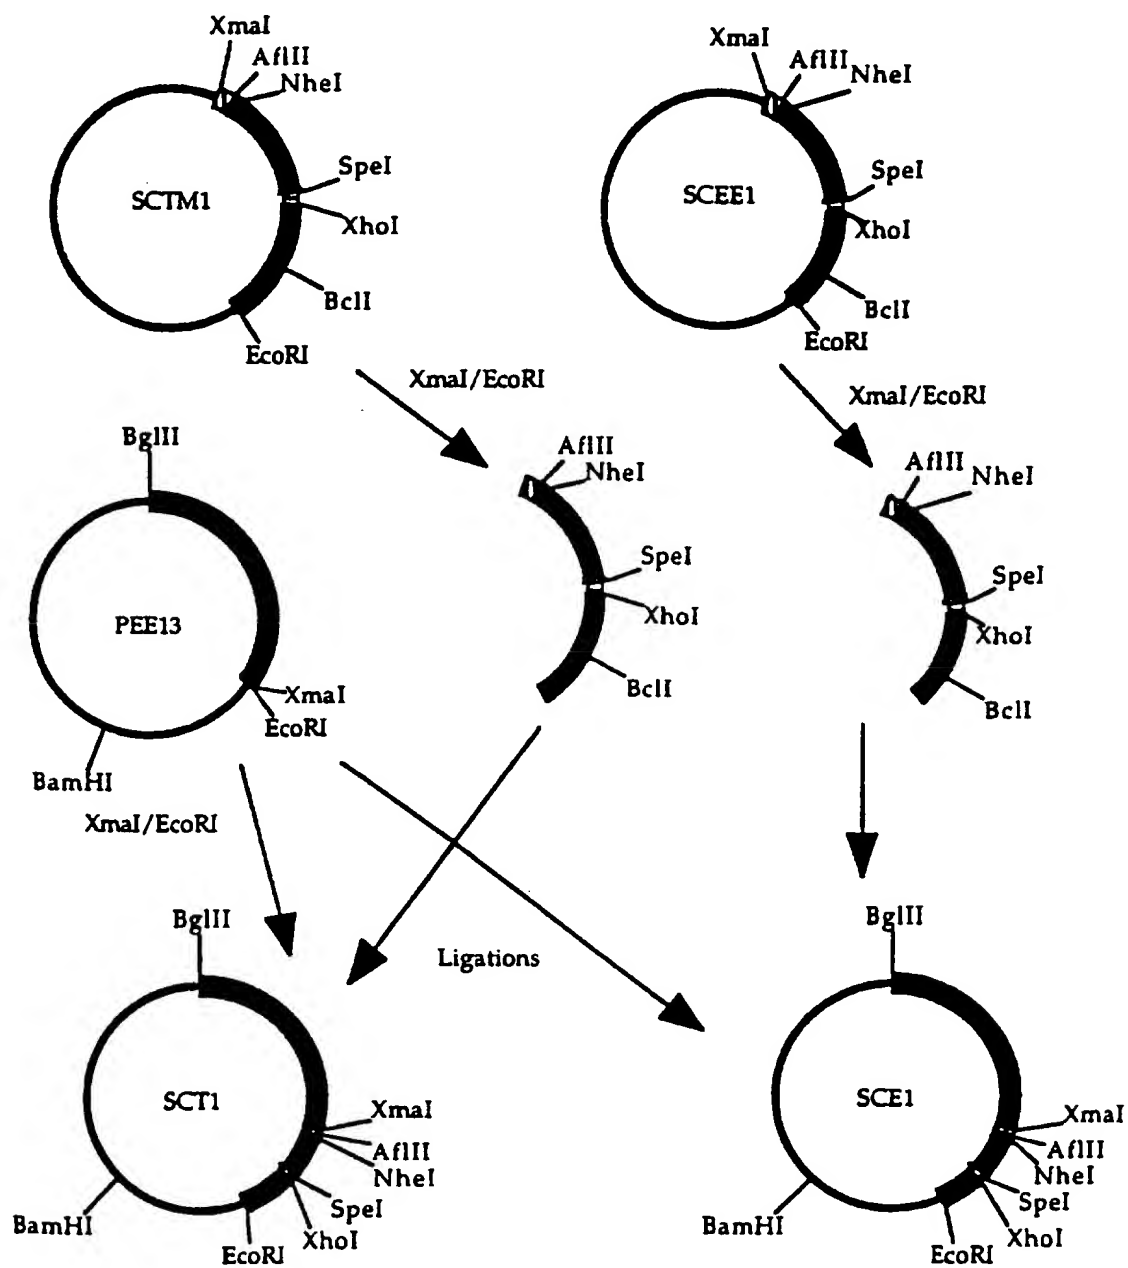 XmaI
AflII
NheI
SCTM1
SpeI
XhoI
BclI
EcoRI
XmaI
AflII
NheI
SCEE1
SpeI
XhoI
BclI
EcoRI
XmaI/EcoRI
XmaI/EcoRI
BglII
PEE13
XmaI
EcoRI
BamHI
AflII
NheI
SpeI
XhoI
BclI
AflII
NheI
SpeI
XhoI
BclI
XmaI/EcoRI
Ligations
BglII
SCT1
XmaI
AflII
NheI
SpeI
XhoI
EcoRI
BamHI
BglII
SCE1
XmaI
AflII
NheI
SpeI
XhoI
EcoRI
BamHI